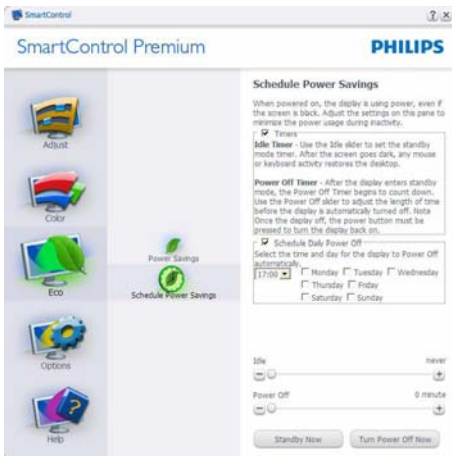 SmartControl
SmartControl Premium
PHILIPS
Adjust
Color
Eco
Options
Help
Power Savings
Schedule Power Savings
Schedule Power Savings
When powered on, the display is using power, even if
the screen is black. Adjust the settings on this pane to
minimize the power usage during inactivity.
Timers
Idle Timer - Use the Idle slider to set the standby
mode timer. After the screen goes dark, any mouse
or keyboard activity restores the desktop.
Power Off Timer - After the display enters standby
mode, the Power Off Timer begins to count down.
Use the Power Off slider to adjust the length of time
before the display is automatically turned off. Note
Once the display off, the power button must be
pressed to turn the display back on.
Schedule Daily Power Off
Select the time and day for the display to Power Off
automatically.
17:00 Monday Tuesday Wednesday
Thursday Friday
Saturday Sunday
Idle never
Power Off 0 minute
Standby Now Turn Power Off Now